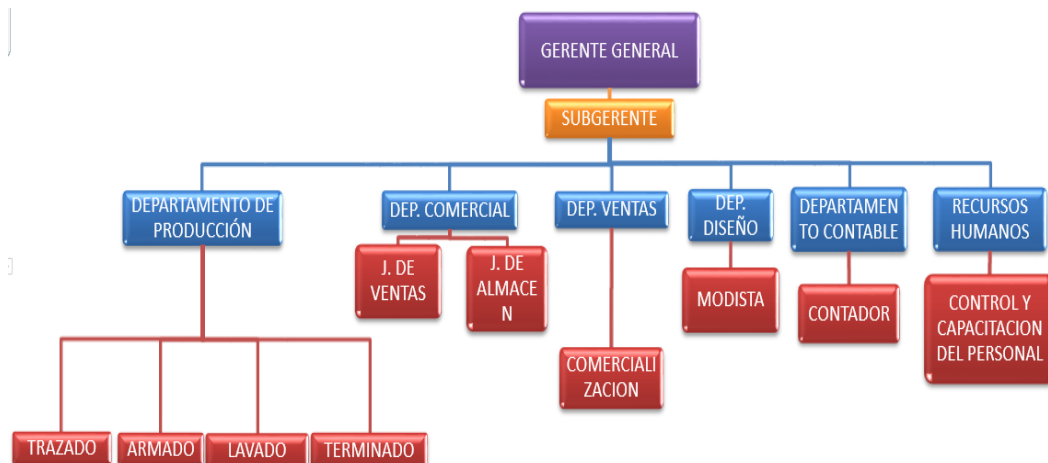 GERENTE GENERAL
SUBGERENTE
DEPARTAMENTO DE
PRODUCCIÓN
DEP. COMERCIAL
DEP. VENTAS
DEP.
DISEÑO
DEPARTAMEN
TO CONTABLE
RECURSOS
HUMANOS
J. DE
VENTAS
J. DE
ALMACE
N
MODISTA
CONTADOR
CONTROL Y
CAPACITACION
DEL PERSONAL
COMERCIALI
ZACION
TRAZADO
ARMADO
LAVADO
TERMINADO